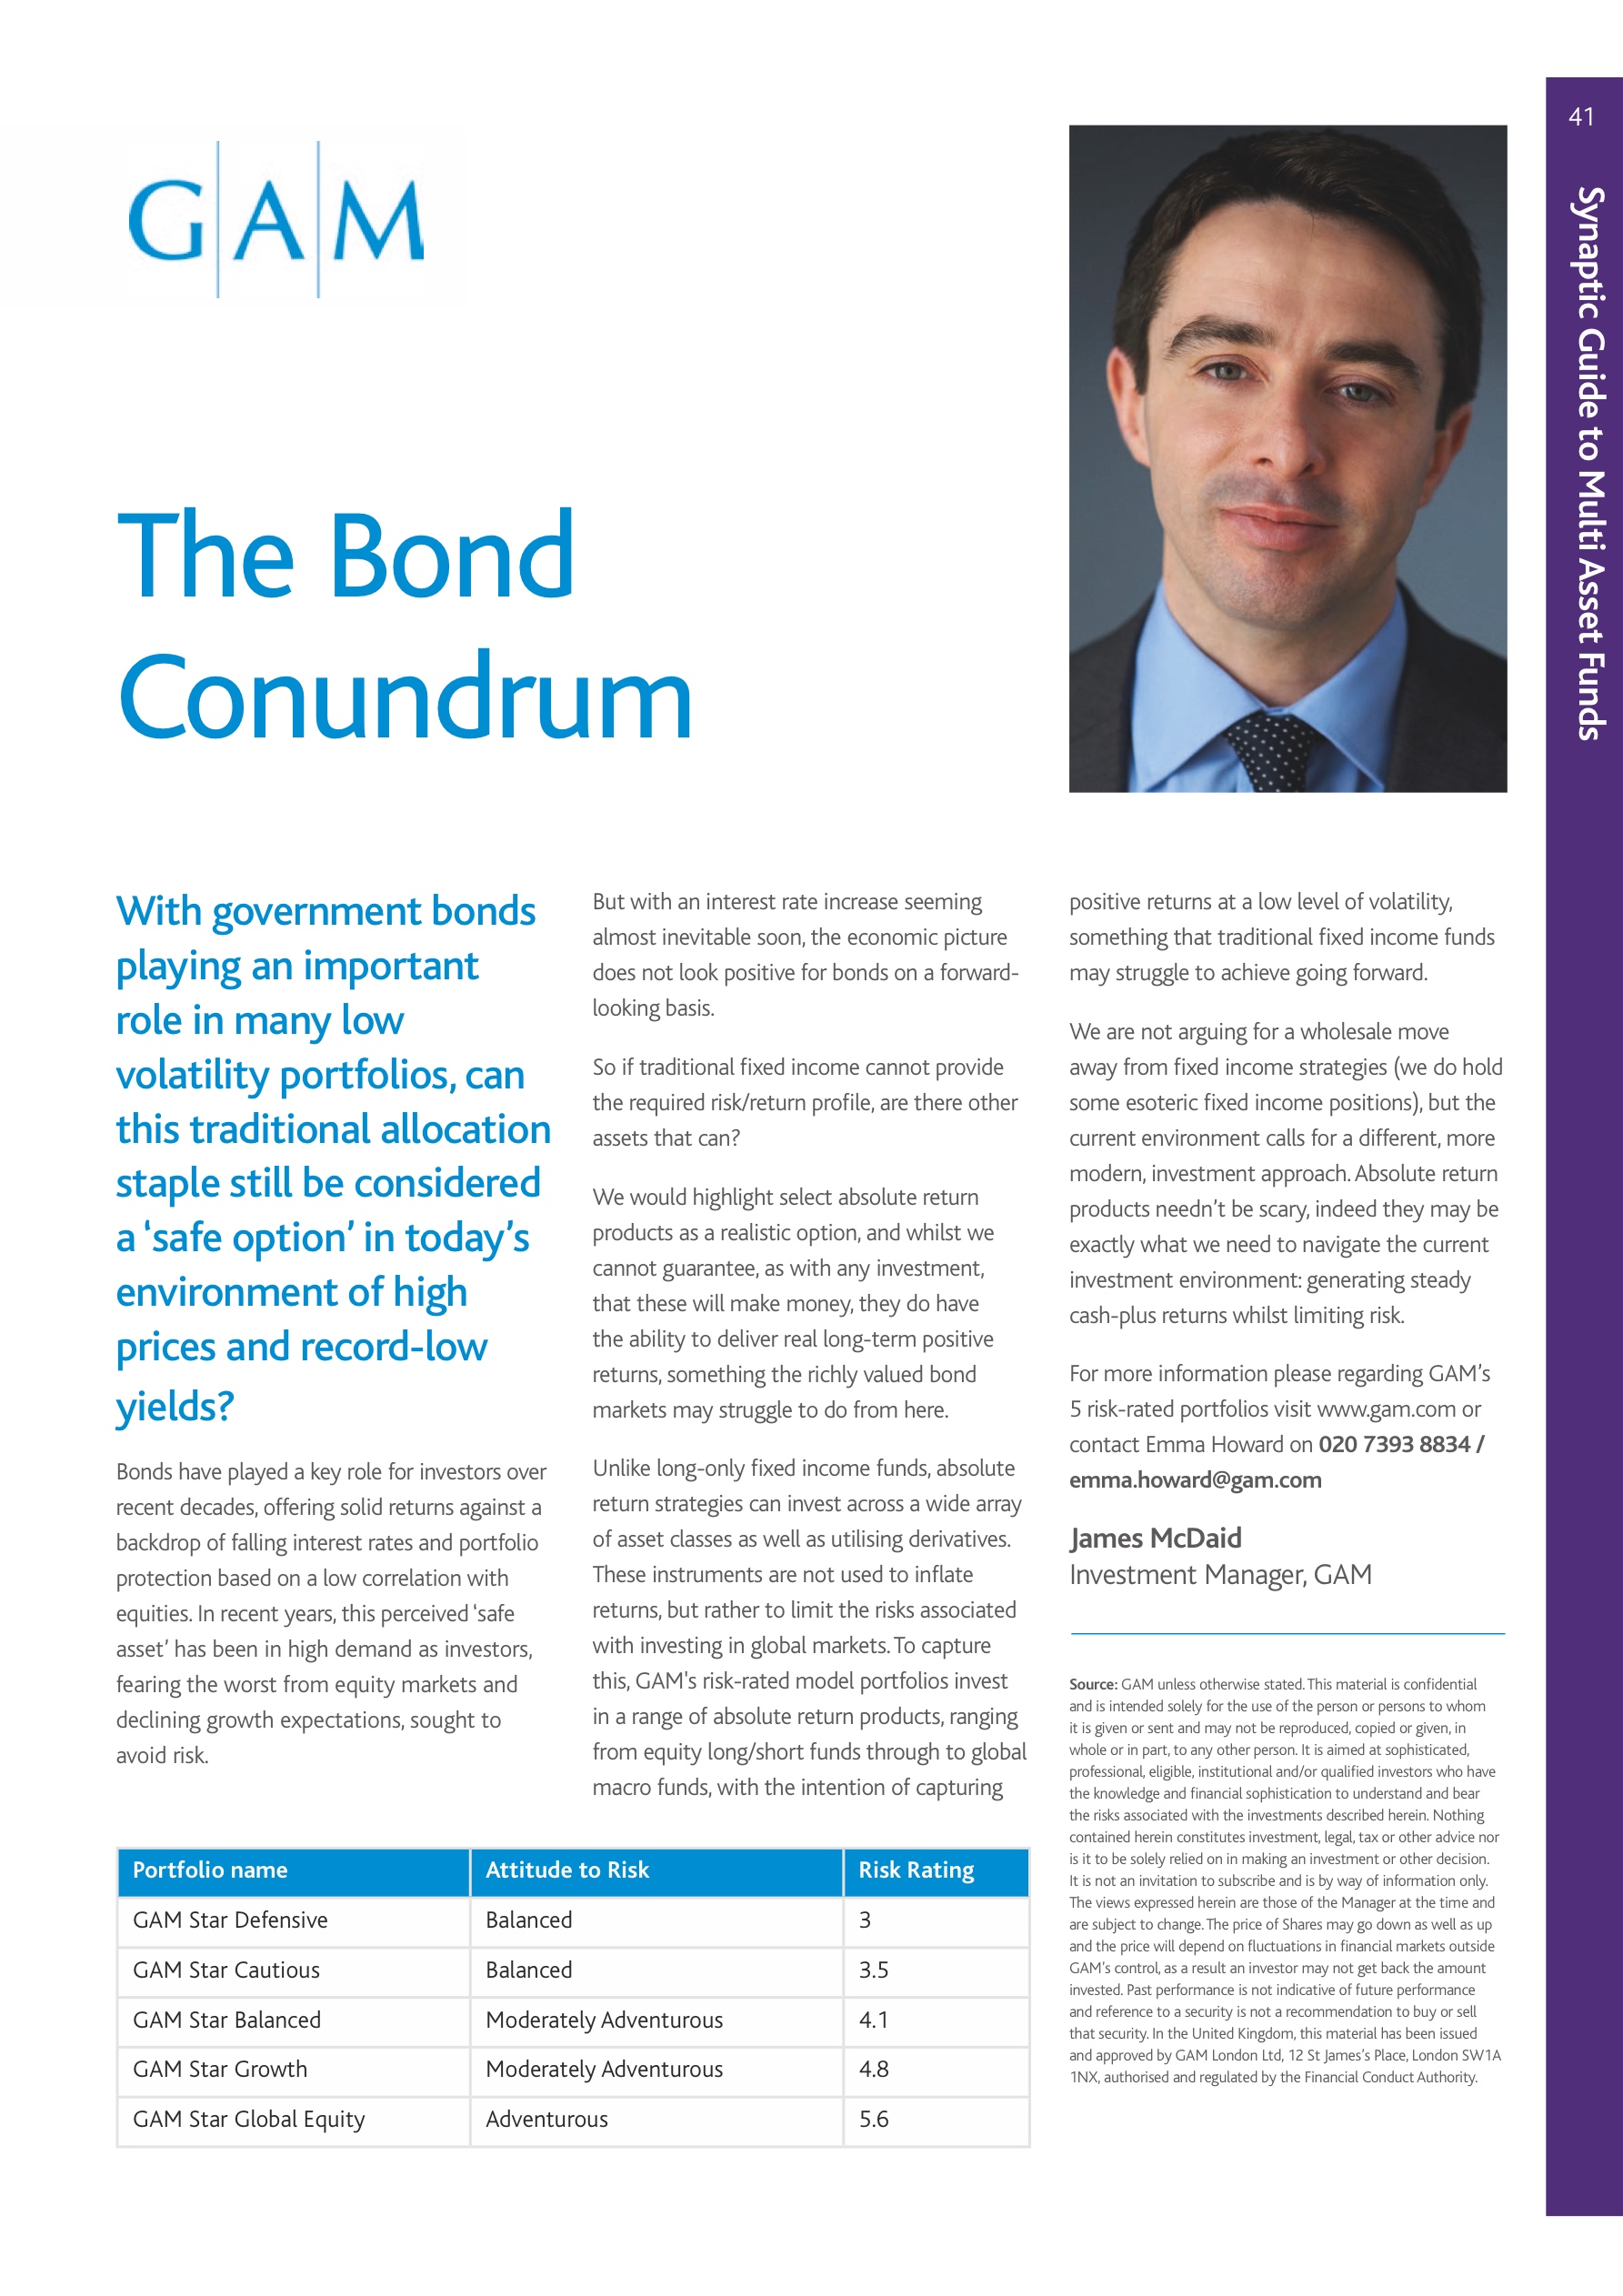 41
Synaptic Guide to Multi Asset Funds
GAM
The Bond
Conundrum
With government bonds
playing an important
role in many low
volatility portfolios, can
this traditional allocation
staple still be considered
a ‘safe option’ in today’s
environment of high
prices and record-low
yields?
Bonds have played a key role for investors over
recent decades, offering solid returns against a
backdrop of falling interest rates and portfolio
protection based on a low correlation with
equities. In recent years, this perceived ‘safe
asset’ has been in high demand as investors,
fearing the worst from equity markets and
declining growth expectations, sought to
avoid risk.
But with an interest rate increase seeming
almost inevitable soon, the economic picture
does not look positive for bonds on a forward-
looking basis.
So if traditional fixed income cannot provide
the required risk/return profile, are there other
assets that can?
We would highlight select absolute return
products as a realistic option, and whilst we
cannot guarantee, as with any investment,
that these will make money, they do have
the ability to deliver real long-term positive
returns, something the richly valued bond
markets may struggle to do from here.
Unlike long-only fixed income funds, absolute
return strategies can invest across a wide array
of asset classes as well as utilising derivatives.
These instruments are not used to inflate
returns, but rather to limit the risks associated
with investing in global markets. To capture
this, GAM's risk-rated model portfolios invest
in a range of absolute return products, ranging
from equity long/short funds through to global
macro funds, with the intention of capturing
positive returns at a low level of volatility,
something that traditional fixed income funds
may struggle to achieve going forward.
We are not arguing for a wholesale move
away from fixed income strategies (we do hold
some esoteric fixed income positions), but the
current environment calls for a different, more
modern, investment approach. Absolute return
products needn’t be scary, indeed they may be
exactly what we need to navigate the current
investment environment: generating steady
cash-plus returns whilst limiting risk.
For more information please regarding GAM’s
5 risk-rated portfolios visit www.gam.com or
contact Emma Howard on 020 7393 8834 /
emma.howard@gam.com
James McDaid
Investment Manager, GAM
Source: GAM unless otherwise stated. This material is confidential
and is intended solely for the use of the person or persons to whom
it is given or sent and may not be reproduced, copied or given, in
whole or in part, to any other person. It is aimed at sophisticated,
professional, eligible, institutional and/or qualified investors who have
the knowledge and financial sophistication to understand and bear
the risks associated with the investments described herein. Nothing
contained herein constitutes investment, legal, tax or other advice nor
is it to be solely relied on in making an investment or other decision.
It is not an invitation to subscribe and is by way of information only.
The views expressed herein are those of the Manager at the time and
are subject to change. The price of Shares may go down as well as up
and the price will depend on fluctuations in financial markets outside
GAM’s control, as a result an investor may not get back the amount
invested. Past performance is not indicative of future performance
and reference to a security is not a recommendation to buy or sell
that security. In the United Kingdom, this material has been issued
and approved by GAM London Ltd, 12 St James’s Place, London SW1A
1NX, authorised and regulated by the Financial Conduct Authority.
Portfolio name Attitude to Risk Risk Rating
GAM Star Defensive Balanced 3
GAM Star Cautious Balanced 3.5
GAM Star Balanced Moderately Adventurous 4.1
GAM Star Growth Moderately Adventurous 4.8
GAM Star Global Equity Adventurous 5.6